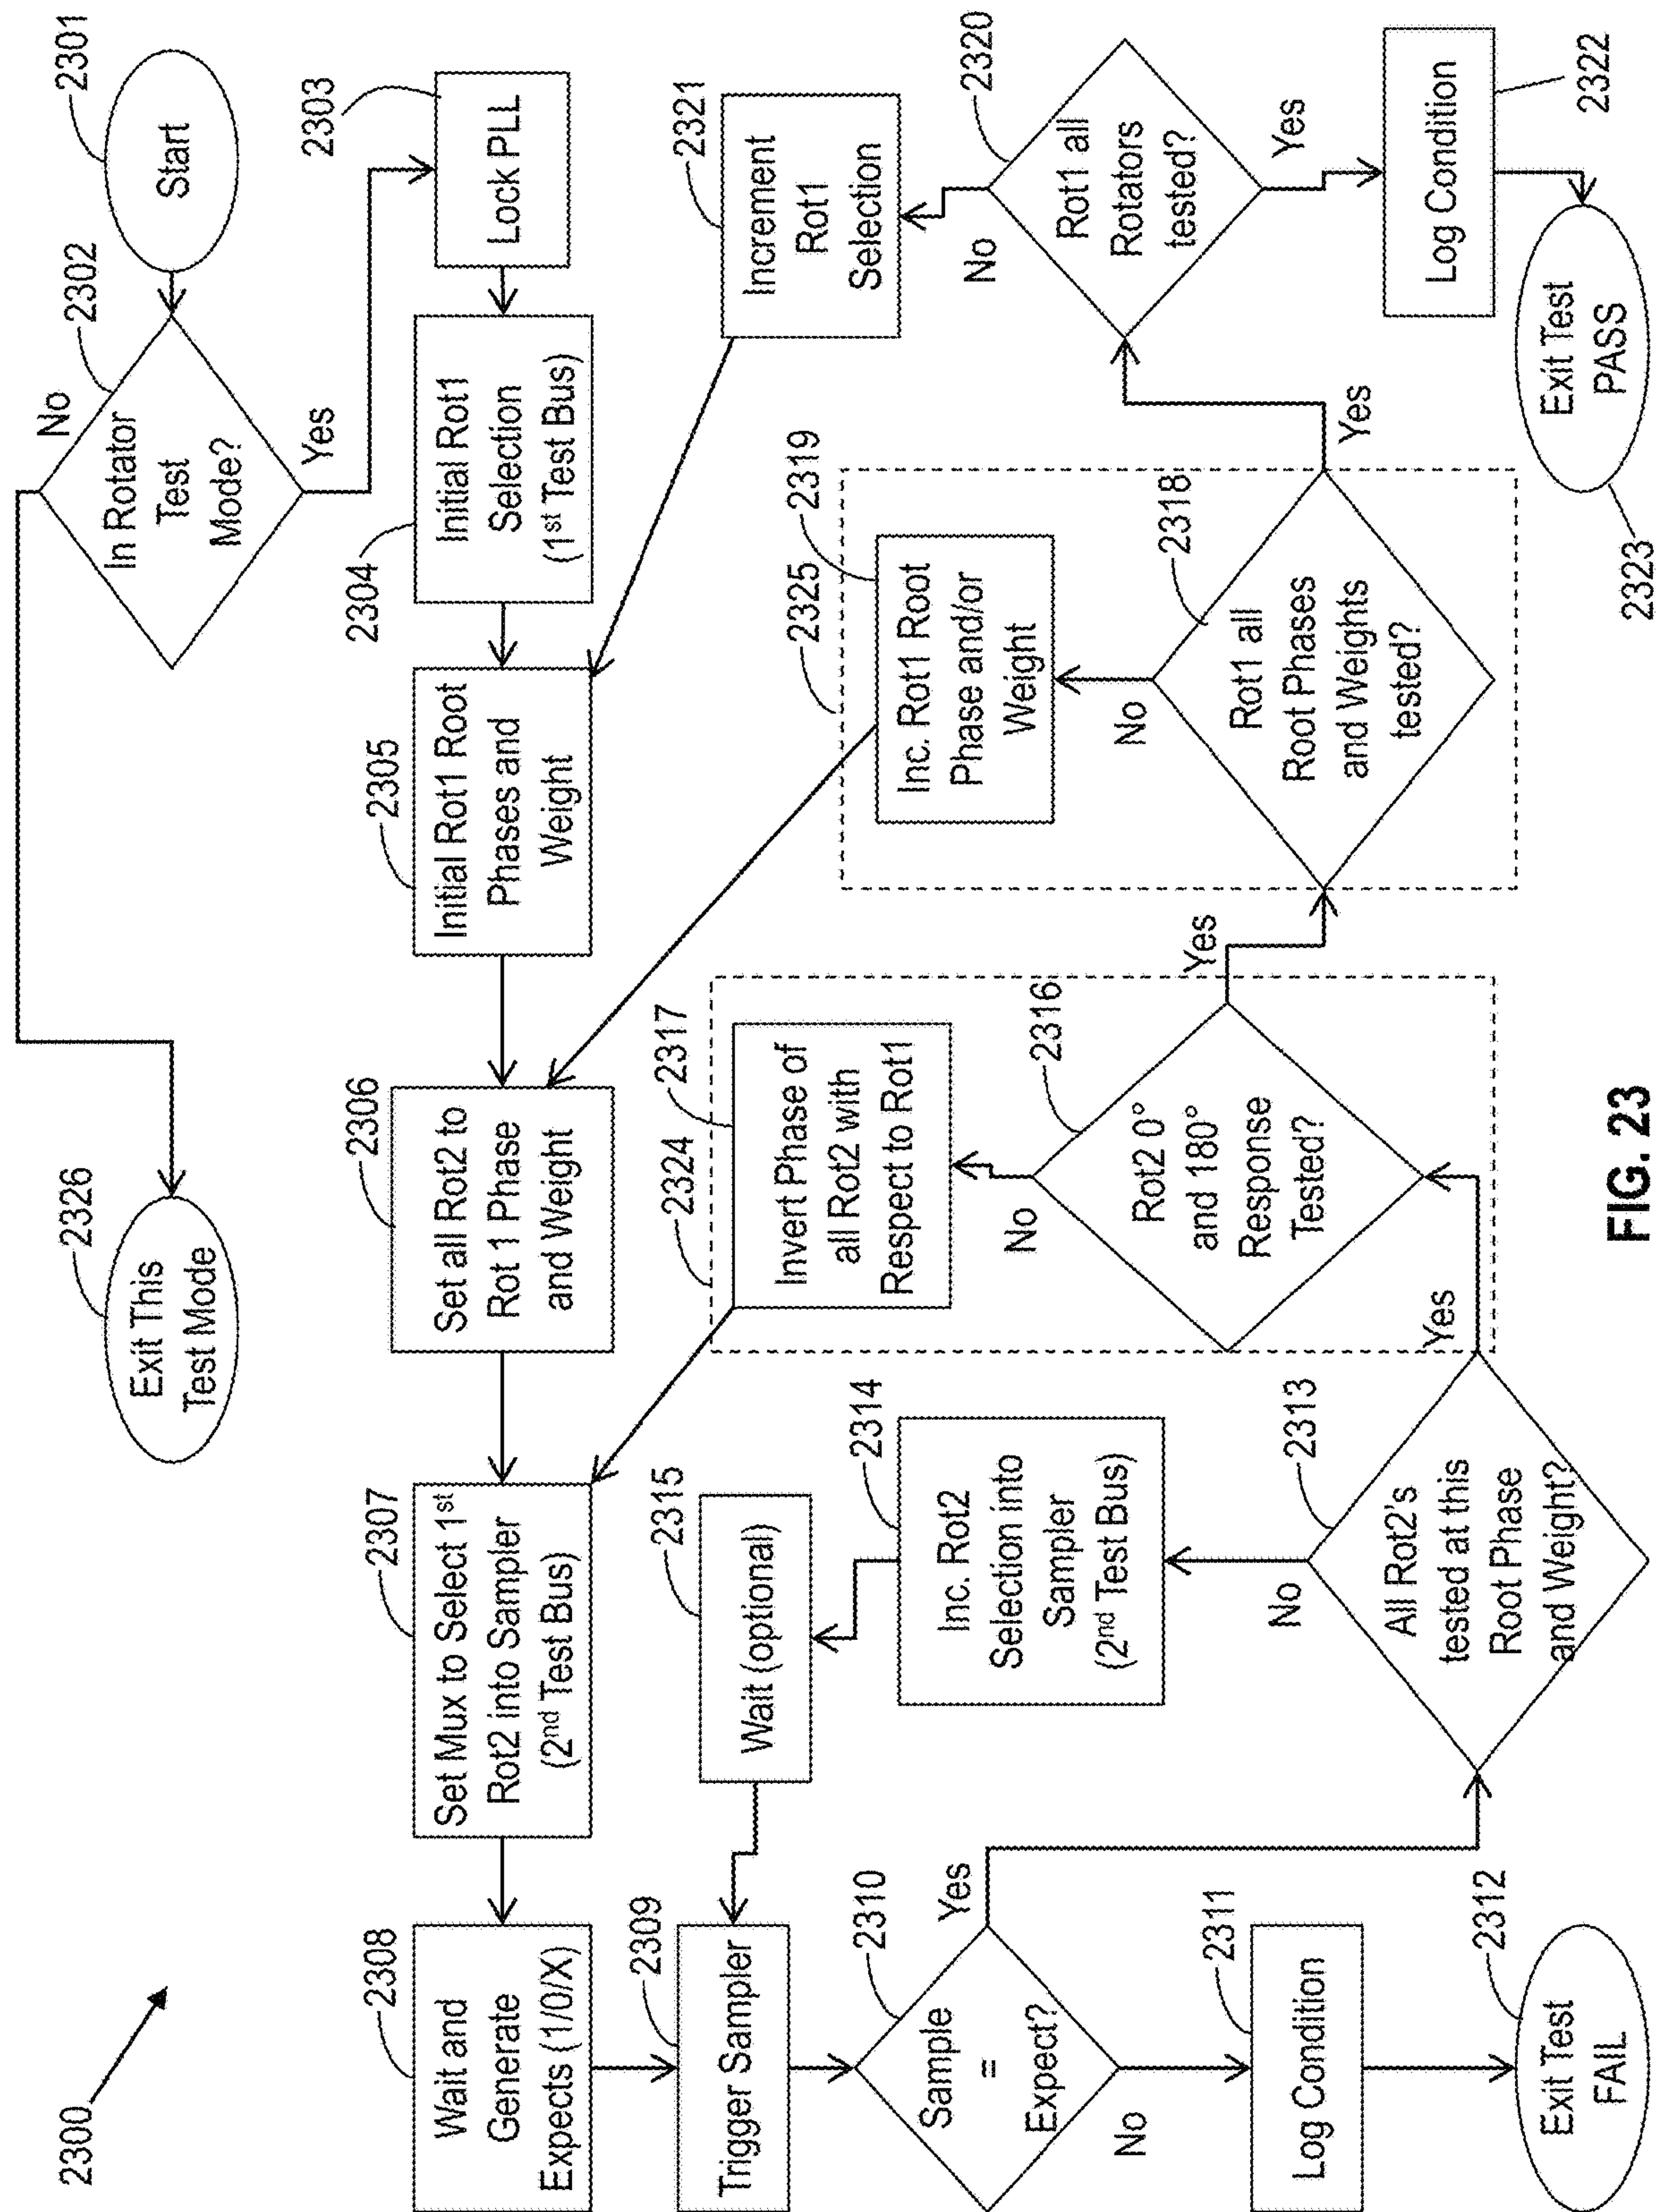 2300
Start
2301
In Rotator
Test
Mode?
2302
No
Yes
Exit This
Test Mode
2326
Lock PLL
2303
Initial Rot1
Selection
(1st Test Bus)
2304
Initial Rot1 Root
Phases and
Weight
2305
Set all Rot2 to
Rot 1 Phase
and Weight
2306
Set Mux to Select 1st
Rot2 into Sampler
(2nd Test Bus)
2307
Wait and
Generate
Expects (1/0/X)
2308
Trigger Sampler
2309
Sample
=
Expect?
2310
Yes
No
Log Condition
2311
Exit Test
FAIL
2312
All Rot2's
tested at this
Root Phase
and Weight?
2313
No
Yes
Inc. Rot2
Selection into
Sampler
(2nd Test Bus)
2314
Wait (optional)
2315
Rot2 0°
and 180°
Response
Tested?
2316
No
Yes
Invert Phase of
all Rot2 with
Respect to Rot1
2317
2324
Rot1 all
Root Phases
and Weights
tested?
2318
No
Yes
Inc. Rot1 Root
Phase and/or
Weight
2319
2325
Rot1 all
Rotators
tested?
2320
No
Yes
Increment
Rot1
Selection
2321
Log Condition
2322
Exit Test
PASS
2323
FIG. 23